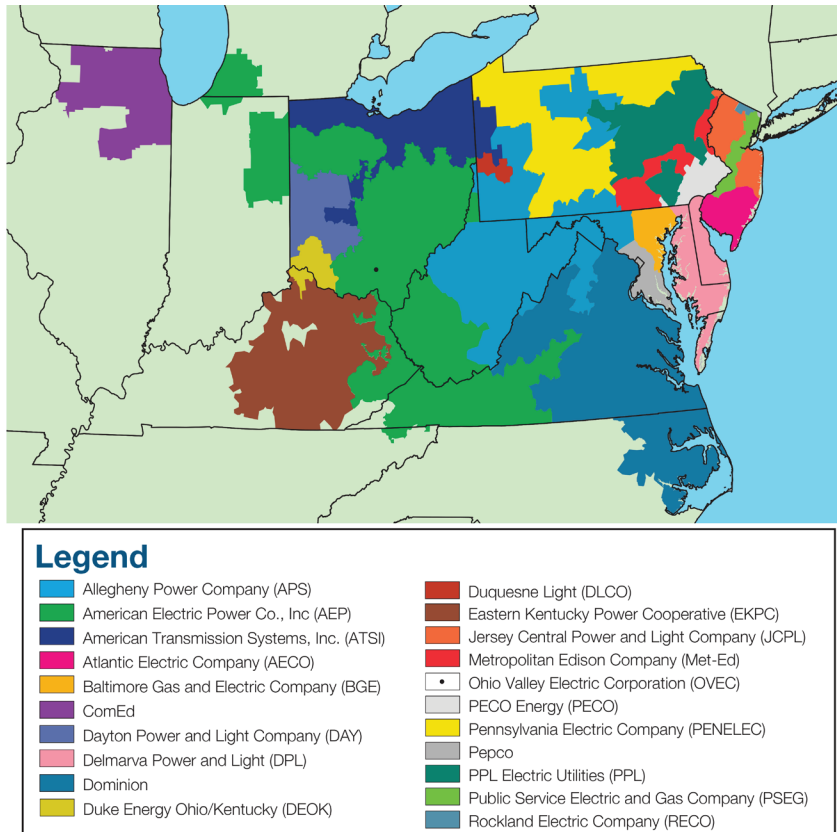 Legend
Allegheny Power Company (APS)
American Electric Power Co., Inc (AEP)
American Transmission Systems, Inc. (ATSI)
Atlantic Electric Company (AECO)
Baltimore Gas and Electric Company (BGE)
ComEd
Dayton Power and Light Company (DAY)
Delmarva Power and Light (DPL)
Dominion
Duke Energy Ohio/Kentucky (DEOK)
Duquesne Light (DLCO)
Eastern Kentucky Power Cooperative (EKPC)
Jersey Central Power and Light Company (JCPL)
Metropolitan Edison Company (Met-Ed)
Ohio Valley Electric Corporation (OVEC)
PECO Energy (PECO)
Pennsylvania Electric Company (PENELEC)
Pepco
PPL Electric Utilities (PPL)
Public Service Electric and Gas Company (PSEG)
Rockland Electric Company (RECO)